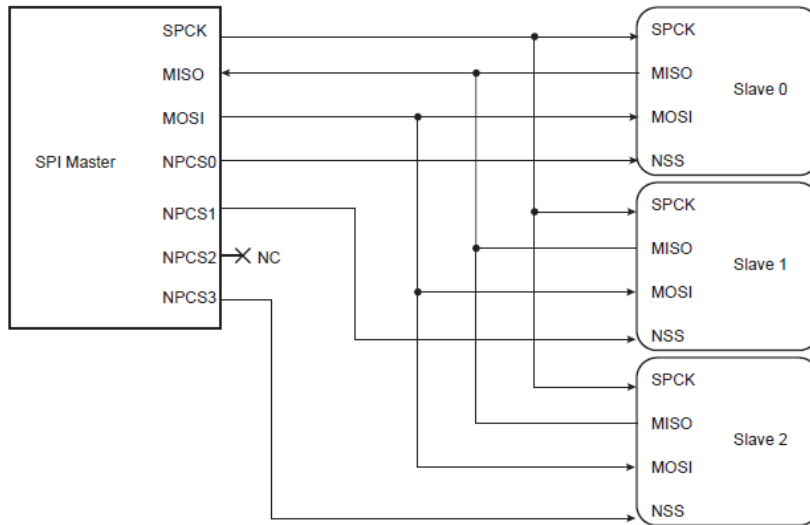 SPI Master
SPCK
MISO
MOSI
NPCS0
NPCS1
NPCS2
NC
NPCS3
SPCK
MISO
Slave 0
MOSI
NSS
SPCK
MISO
Slave 1
MOSI
NSS
SPCK
MISO
Slave 2
MOSI
NSS